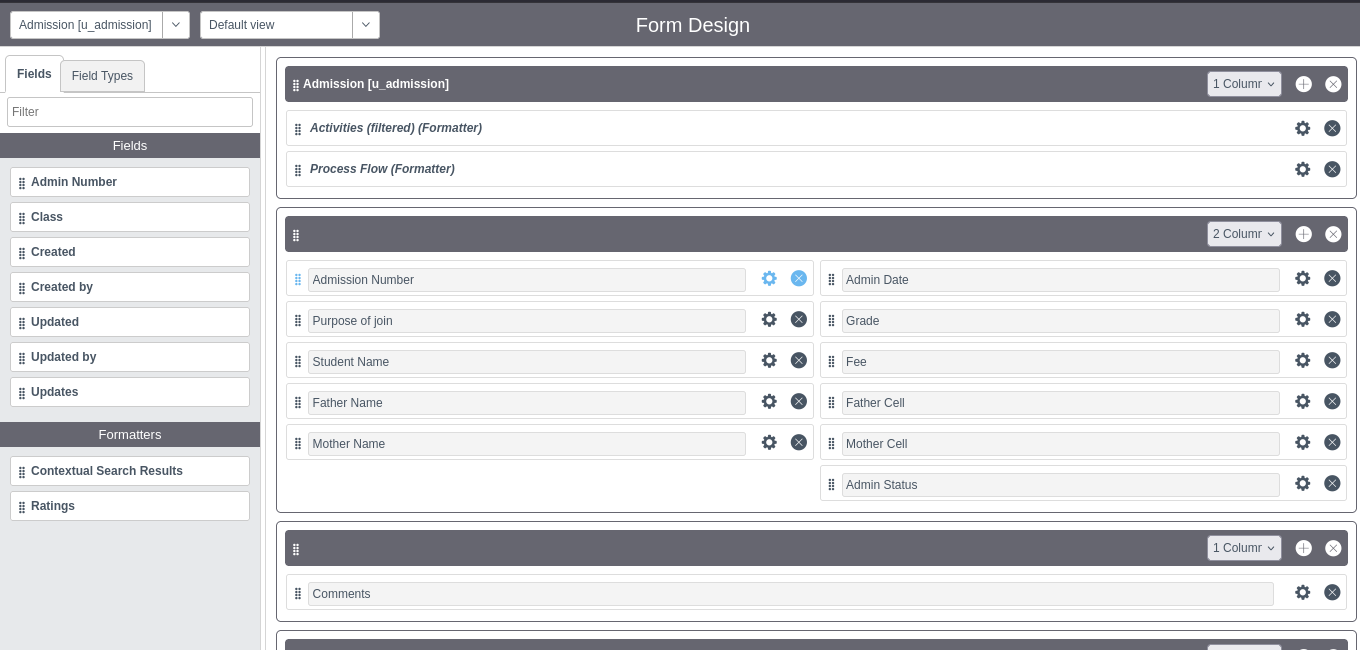 Admission [u_admission]
Default view
Form Design
Fields
Field Types
Filter
Fields
Admin Number
Class
Created
Created by
Updated
Updated by
Updates
Formatters
Contextual Search Results
Ratings
Admission [u_admission]
1 Columr
Activities (filtered) (Formatter)
Process Flow (Formatter)
2 Columr
Admission Number
Admin Date
Purpose of join
Grade
Student Name
Fee
Father Name
Father Cell
Mother Name
Mother Cell
Admin Status
1 Columr
Comments